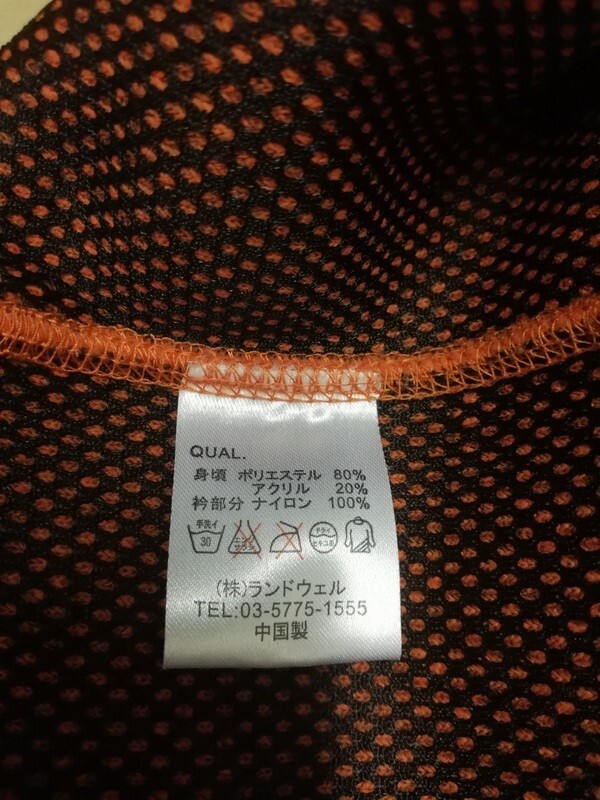 QUAL.
身頃 ポリエステル 80%
アクリル 20%
衿部分 ナイロン 100%
手洗イ 30 ドライ セキユ系
(株)ランドウェル
TEL:03-5775-1555
中国製